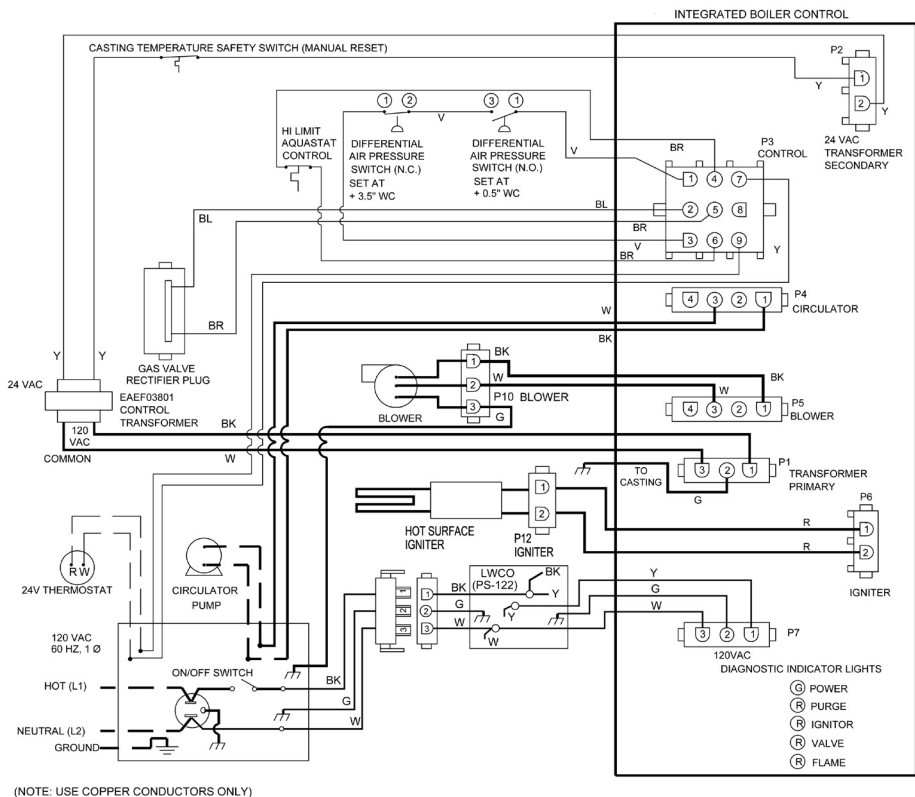 INTEGRATED BOILER CONTROL
CASTING TEMPERATURE SAFETY SWITCH (MANUAL RESET)
P2
1
2
Y
Y
24 VAC
TRANSFORMER
SECONDARY
1 2
3 1
V
HI LIMIT
AQUASTAT
CONTROL
DIFFERENTIAL
AIR PRESSURE
SWITCH (N.C.)
SET AT
+ 3.5" WC
DIFFERENTIAL
AIR PRESSURE
SWITCH (N.O.)
SET AT
+ 0.5" WC
V
BR
P3
CONTROL
1 4 7
2 5 8
3 6 9
BL
BL
BR
V
BR
Y
BR
GAS VALVE
RECTIFIER PLUG
P4
4 3 2 1
CIRCULATOR
W
BK
Y
Y
24 VAC
EAEF03801
CONTROL
TRANSFORMER
120
VAC
COMMON
BK
W
BLOWER
1
2
3
BK
W
P10 BLOWER
G
BK
W
P5
4 3 2 1
BLOWER
TO
CASTING
G
P1
3 2 1
TRANSFORMER
PRIMARY
HOT SURFACE
IGNITER
1
2
P12
IGNITER
R
R
P6
1
2
IGNITER
R W
24V THERMOSTAT
CIRCULATOR
PUMP
1
2
3
1
2
3
BK
G
W
LWCO
(PS-122)
BK
Y
Y
W
Y
G
W
3 2 1
P7
120VAC
DIAGNOSTIC INDICATOR LIGHTS
G POWER
R PURGE
R IGNITOR
R VALVE
R FLAME
120 VAC
60 HZ, 1 Ø
ON/OFF SWITCH
BK
G
W
HOT (L1)
NEUTRAL (L2)
GROUND
(NOTE: USE COPPER CONDUCTORS ONLY)